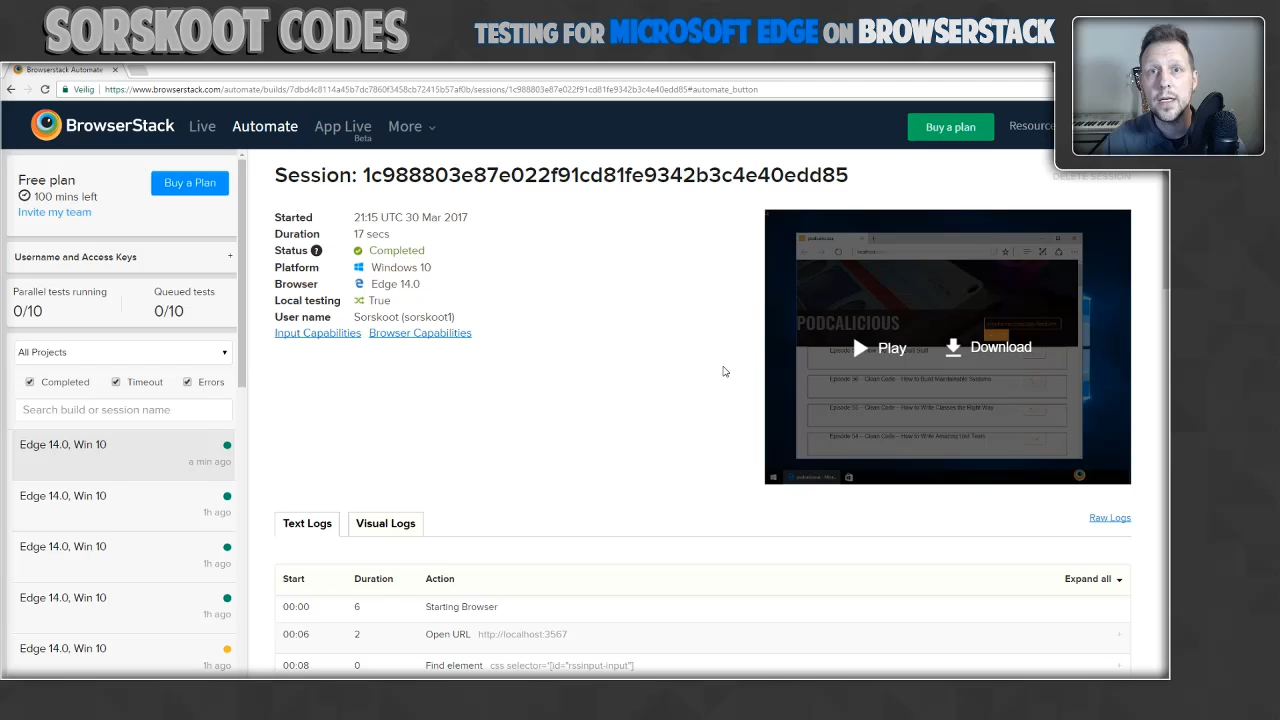 SORSKOOT CODES
TESTING FOR MICROSOFT EDGE ON BROWSERSTACK
Browserstack Automate
Veilig
https://www.browserstack.com/automate/builds/7dbd4c8114a45b7dc7860f3458cb72415b57af0b/sessions/1c988803e87e022f91cd81fe9342b3c4e40edd85#automate_button
BrowserStack Live Automate App Live Beta More Buy a plan Resource
Free plan
100 mins left
Invite my team
Buy a Plan
Username and Access Keys +
Parallel tests running
0/10
Queued tests
0/10
All Projects
Completed Timeout Errors
Search build or session name
Edge 14.0, Win 10
a min ago
Edge 14.0, Win 10
1h ago
Edge 14.0, Win 10
1h ago
Edge 14.0, Win 10
1h ago
Edge 14.0, Win 10
1h ago
DELETE SESSION
Session: 1c988803e87e022f91cd81fe9342b3c4e40edd85
Started 21:15 UTC 30 Mar 2017
Duration 17 secs
Status ? Completed
Platform Windows 10
Browser Edge 14.0
Local testing True
User name Sorskoot (sorskoot1)
Input Capabilities Browser Capabilities
podcalicious
PODCALICIOUS
Play Download
Episode 56 – Clean Code – How to Build Maintainable Systems
Episode 55 – Clean Code – How to Write Classes the Right Way
Episode 54 – Clean Code – How to Write Amazing Unit Tests
Text Logs Visual Logs Raw Logs
Start Duration Action Expand all
00:00 6 Starting Browser
00:06 2 Open URL http://localhost:3567
00:08 0 Find element css selector="[id="rssinput-input"]